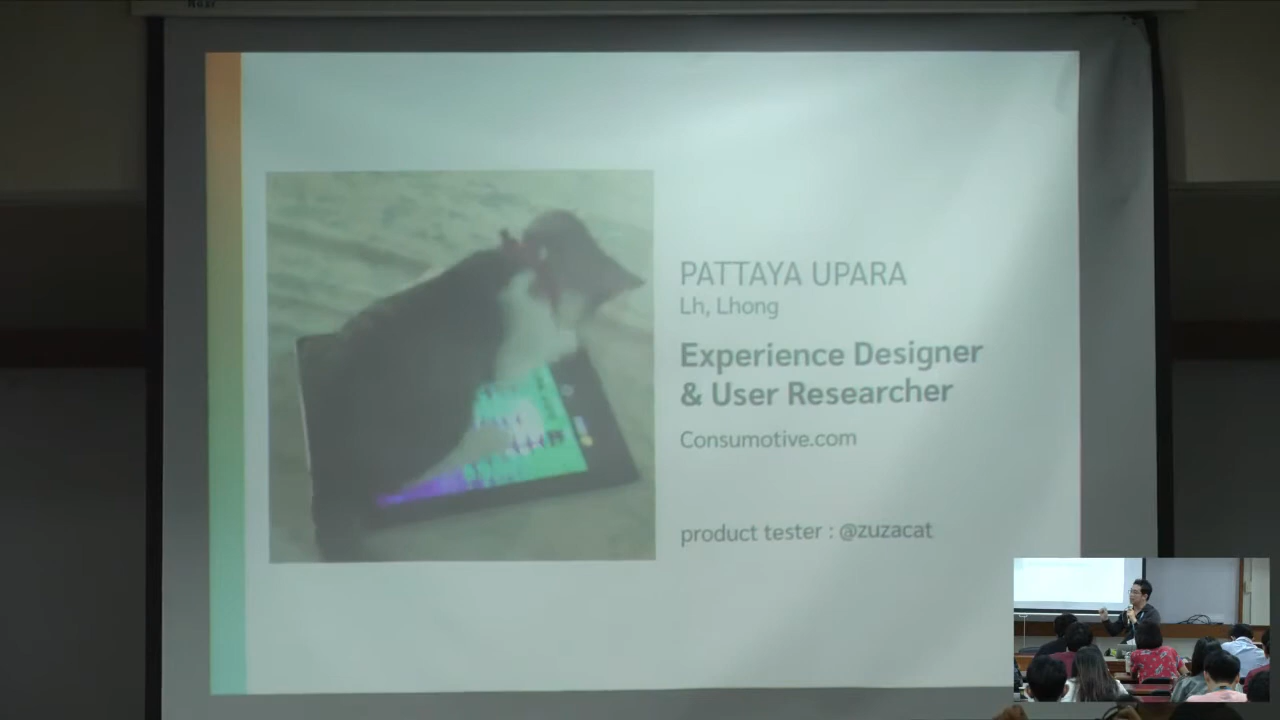 PATTAYA UPARA
Lh, Lhong
Experience Designer
& User Researcher
Consumotive.com
product tester : @zuzacat